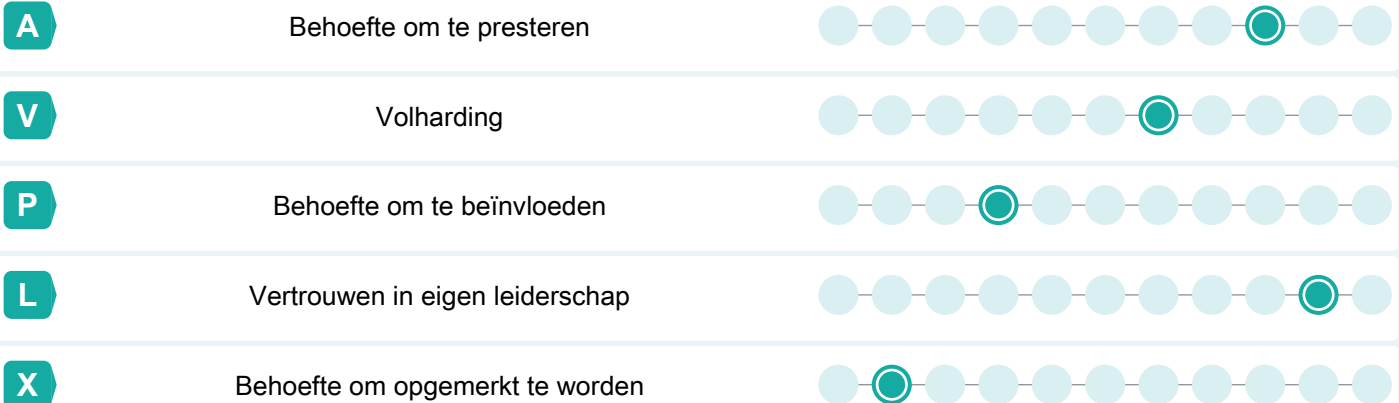 A Behoefte om te presteren
V Volharding
P Behoefte om te beïnvloeden
L Vertrouwen in eigen leiderschap
X Behoefte om opgemerkt te worden